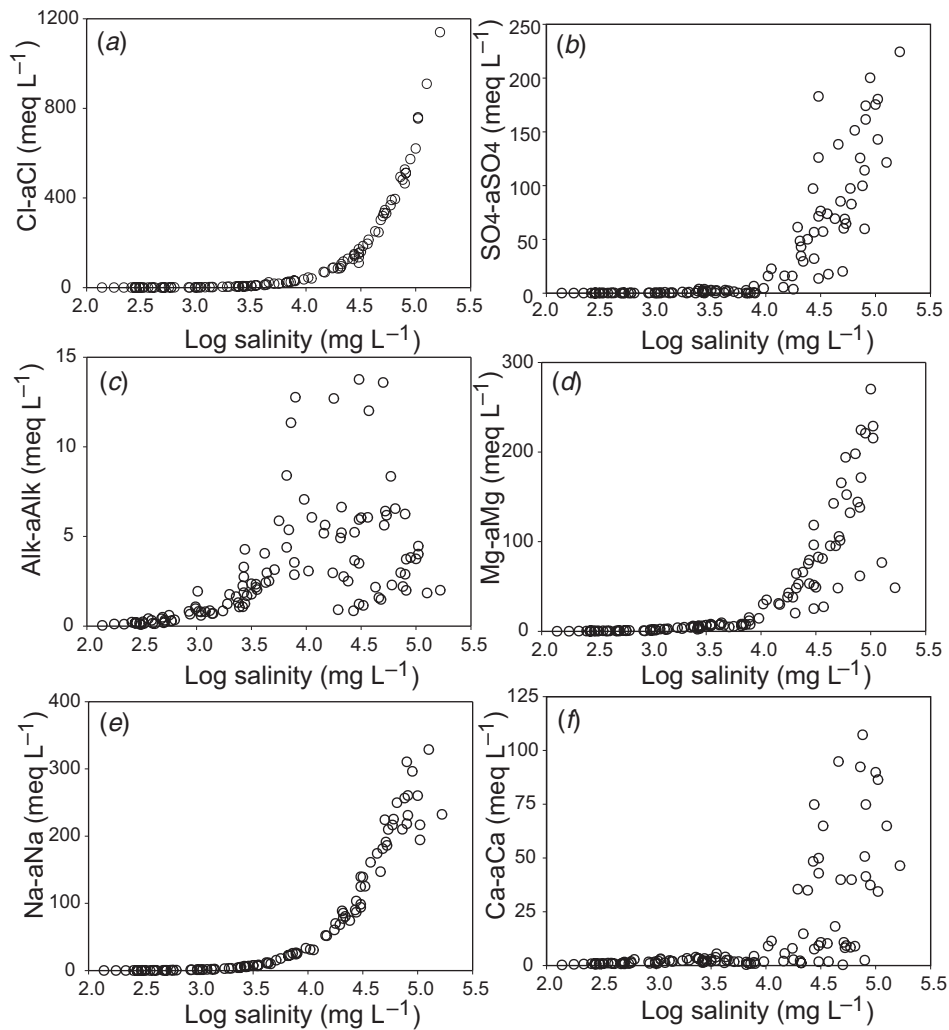 (a)
Cl-aCl (meq L⁻¹)
1200
800
400
0
2.0 2.5 3.0 3.5 4.0 4.5 5.0 5.5
Log salinity (mg L⁻¹)
(b)
SO4-aSO4 (meq L⁻¹)
250
200
150
100
50
0
2.0 2.5 3.0 3.5 4.0 4.5 5.0 5.5
Log salinity (mg L⁻¹)
(c)
Alk-aAlk (meq L⁻¹)
15
10
5
0
2.0 2.5 3.0 3.5 4.0 4.5 5.0 5.5
Log salinity (mg L⁻¹)
(d)
Mg-aMg (meq L⁻¹)
300
200
100
0
2.0 2.5 3.0 3.5 4.0 4.5 5.0 5.5
Log salinity (mg L⁻¹)
(e)
Na-aNa (meq L⁻¹)
400
300
200
100
0
2.0 2.5 3.0 3.5 4.0 4.5 5.0 5.5
Log salinity (mg L⁻¹)
(f)
Ca-aCa (meq L⁻¹)
125
100
75
50
25
0
2.0 2.5 3.0 3.5 4.0 4.5 5.0 5.5
Log salinity (mg L⁻¹)